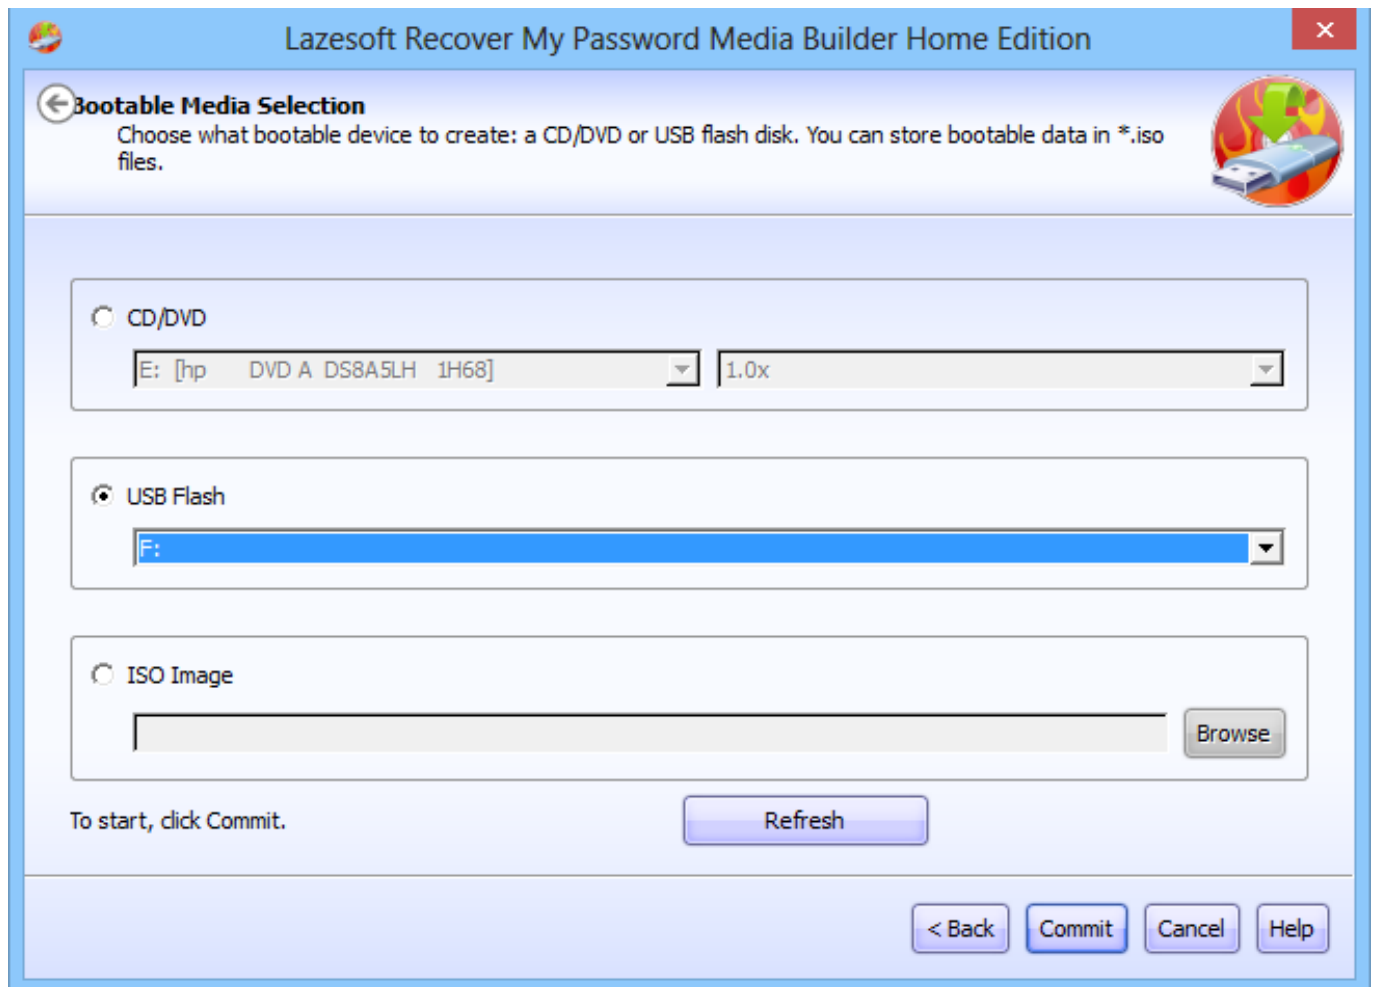 Lazesoft Recover My Password Media Builder Home Edition
Bootable Media Selection
Choose what bootable device to create: a CD/DVD or USB flash disk. You can store bootable data in *.iso
files.
CD/DVD
E: [hp DVD A DS8A5LH 1H68]
1.0x
USB Flash
F:
ISO Image
Browse
To start, click Commit.
Refresh
< Back
Commit
Cancel
Help